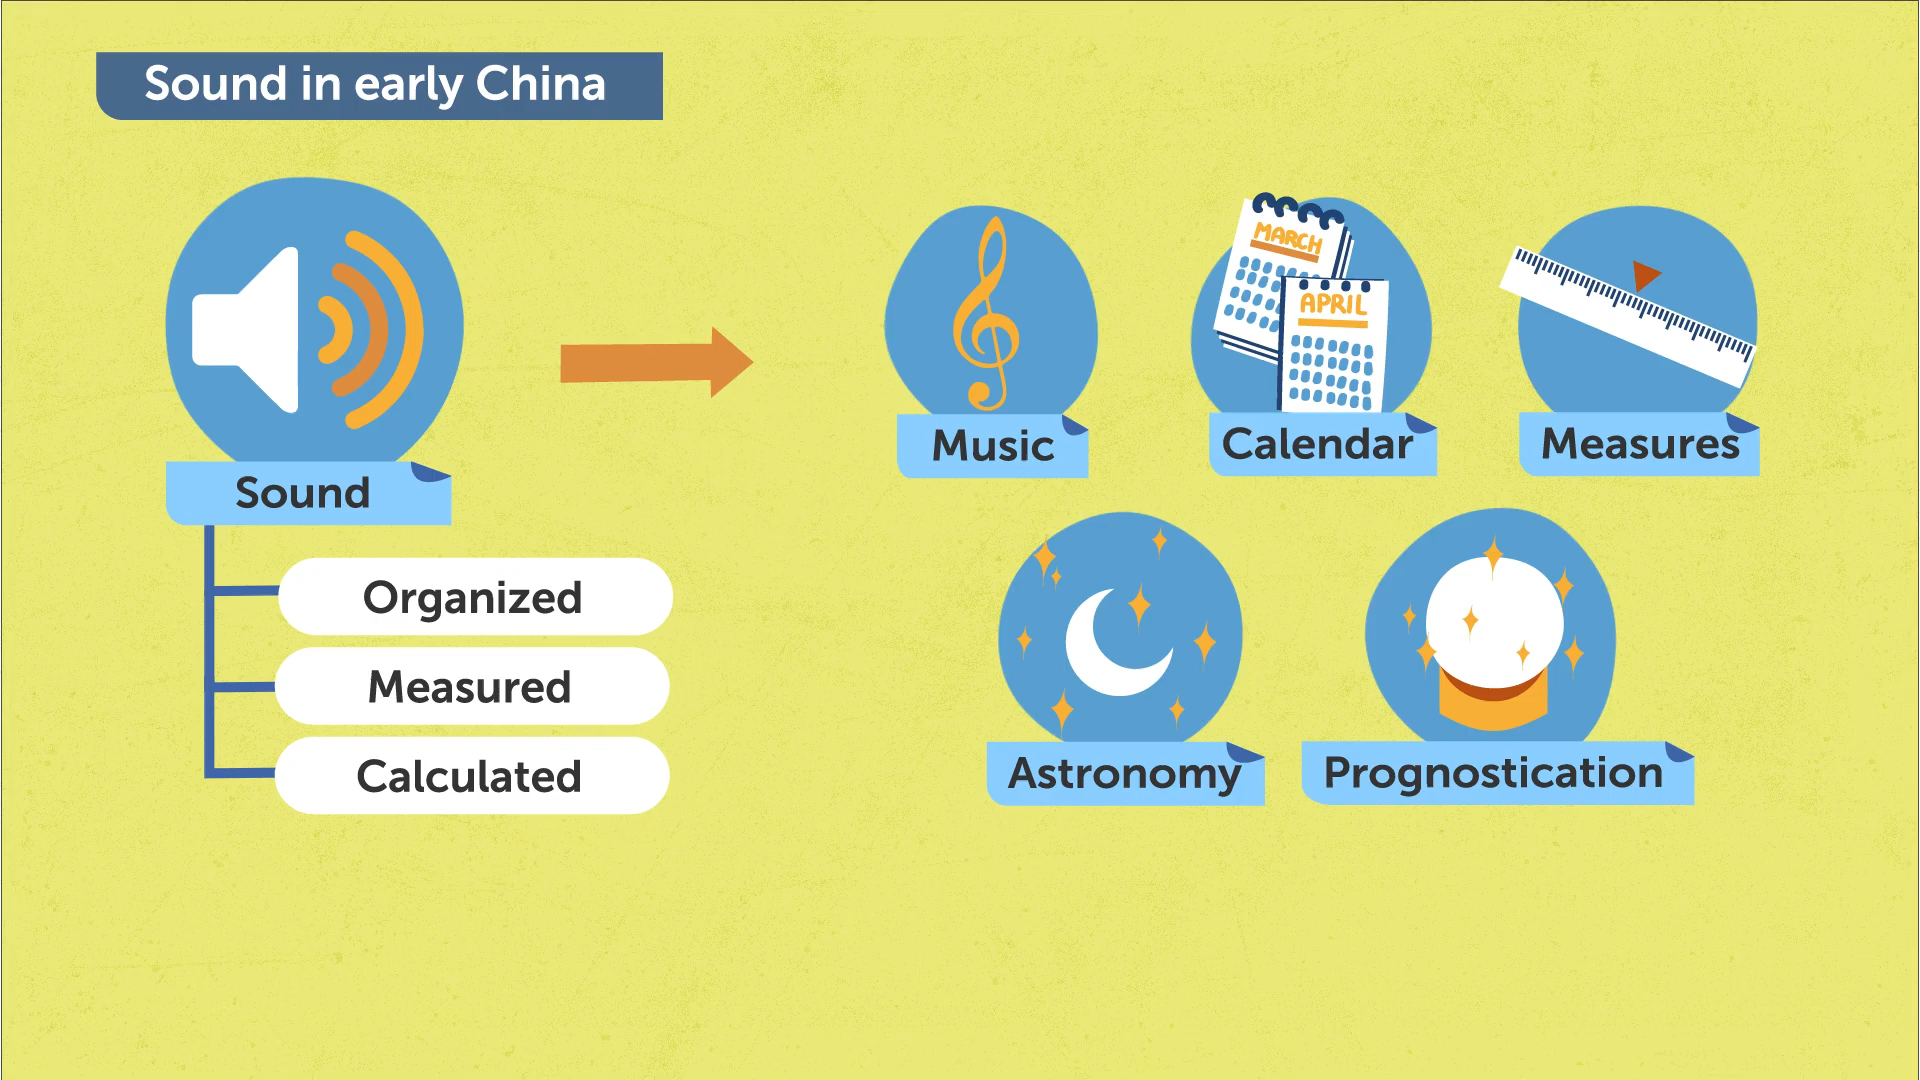 Sound in early China
Sound
Organized
Measured
Calculated
MARCH
APRIL
Music
Calendar
Measures
Astronomy
Prognostication